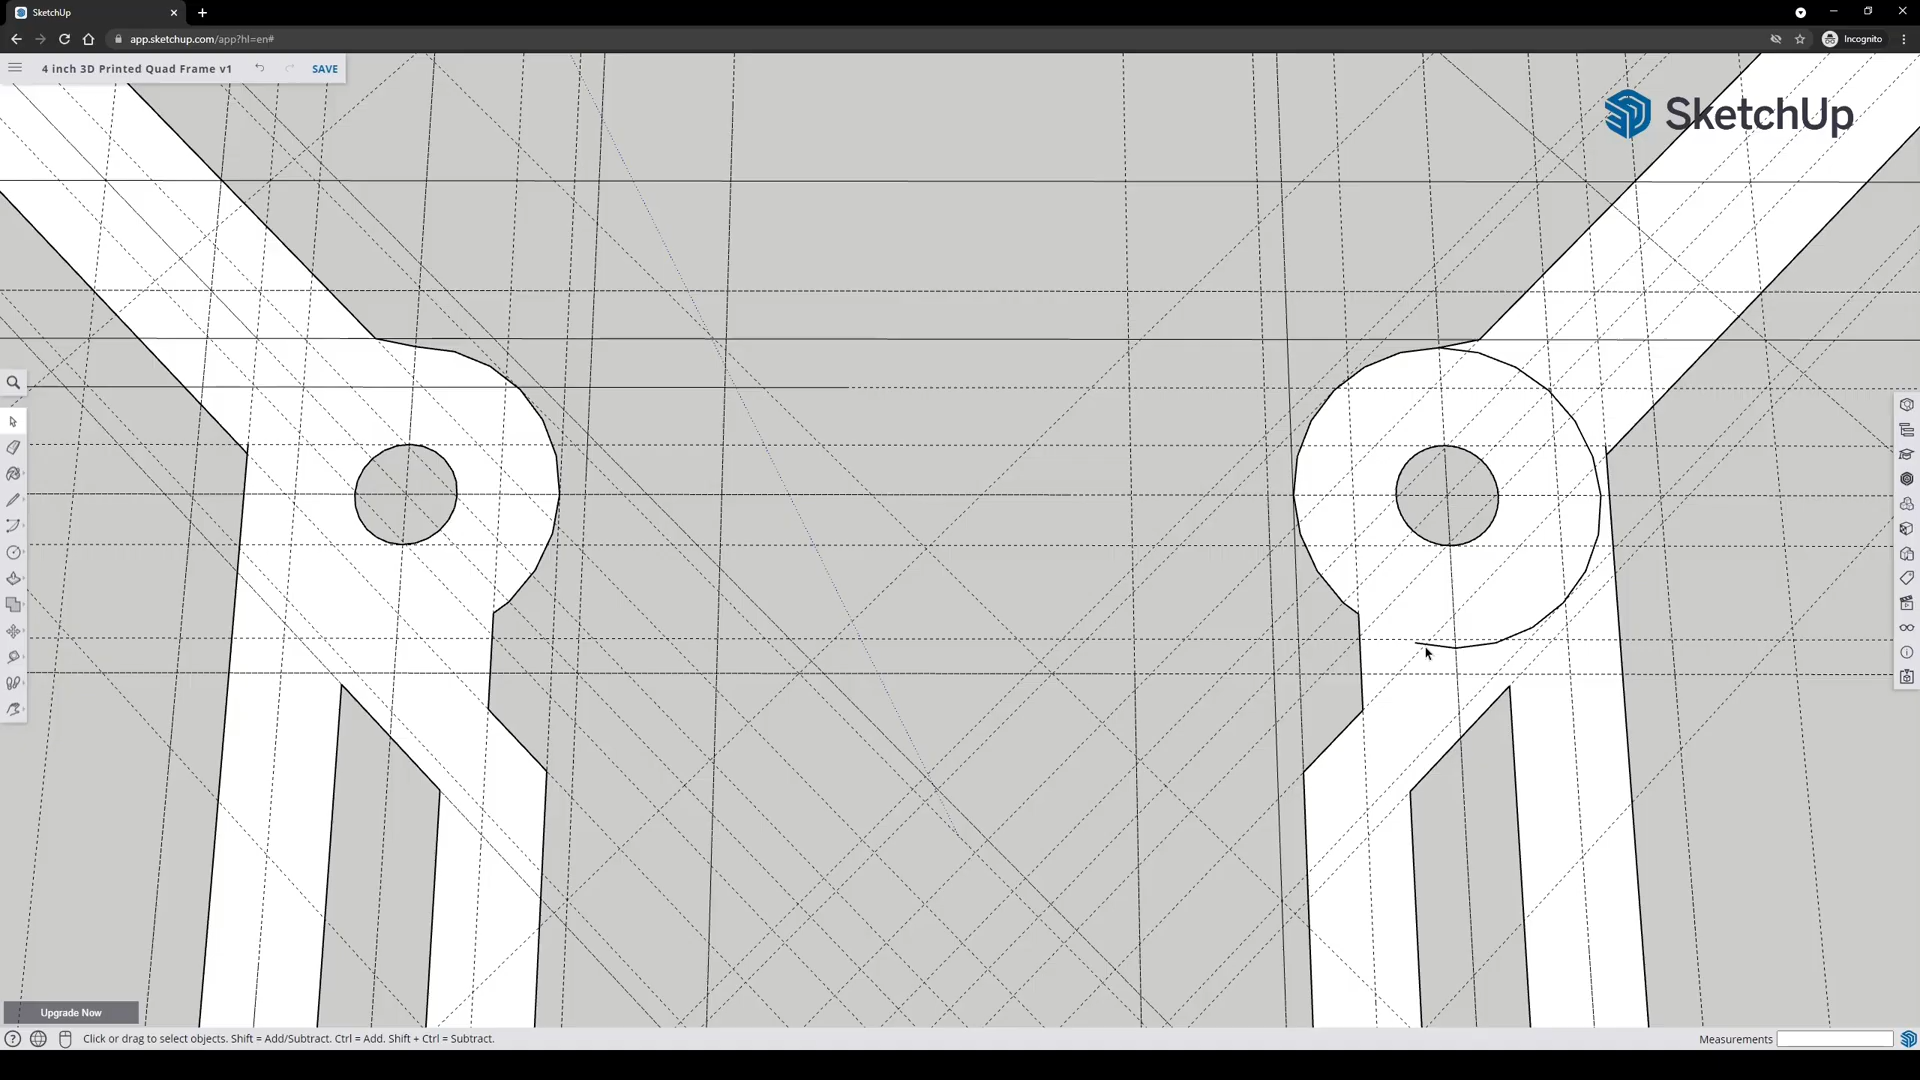 SketchUp
app.sketchup.com/app?hl=en#
Incognito
4 inch 3D Printed Quad Frame v1
SAVE
SketchUp
Upgrade Now
Click or drag to select objects. Shift = Add/Subtract. Ctrl = Add. Shift + Ctrl = Subtract.
Measurements